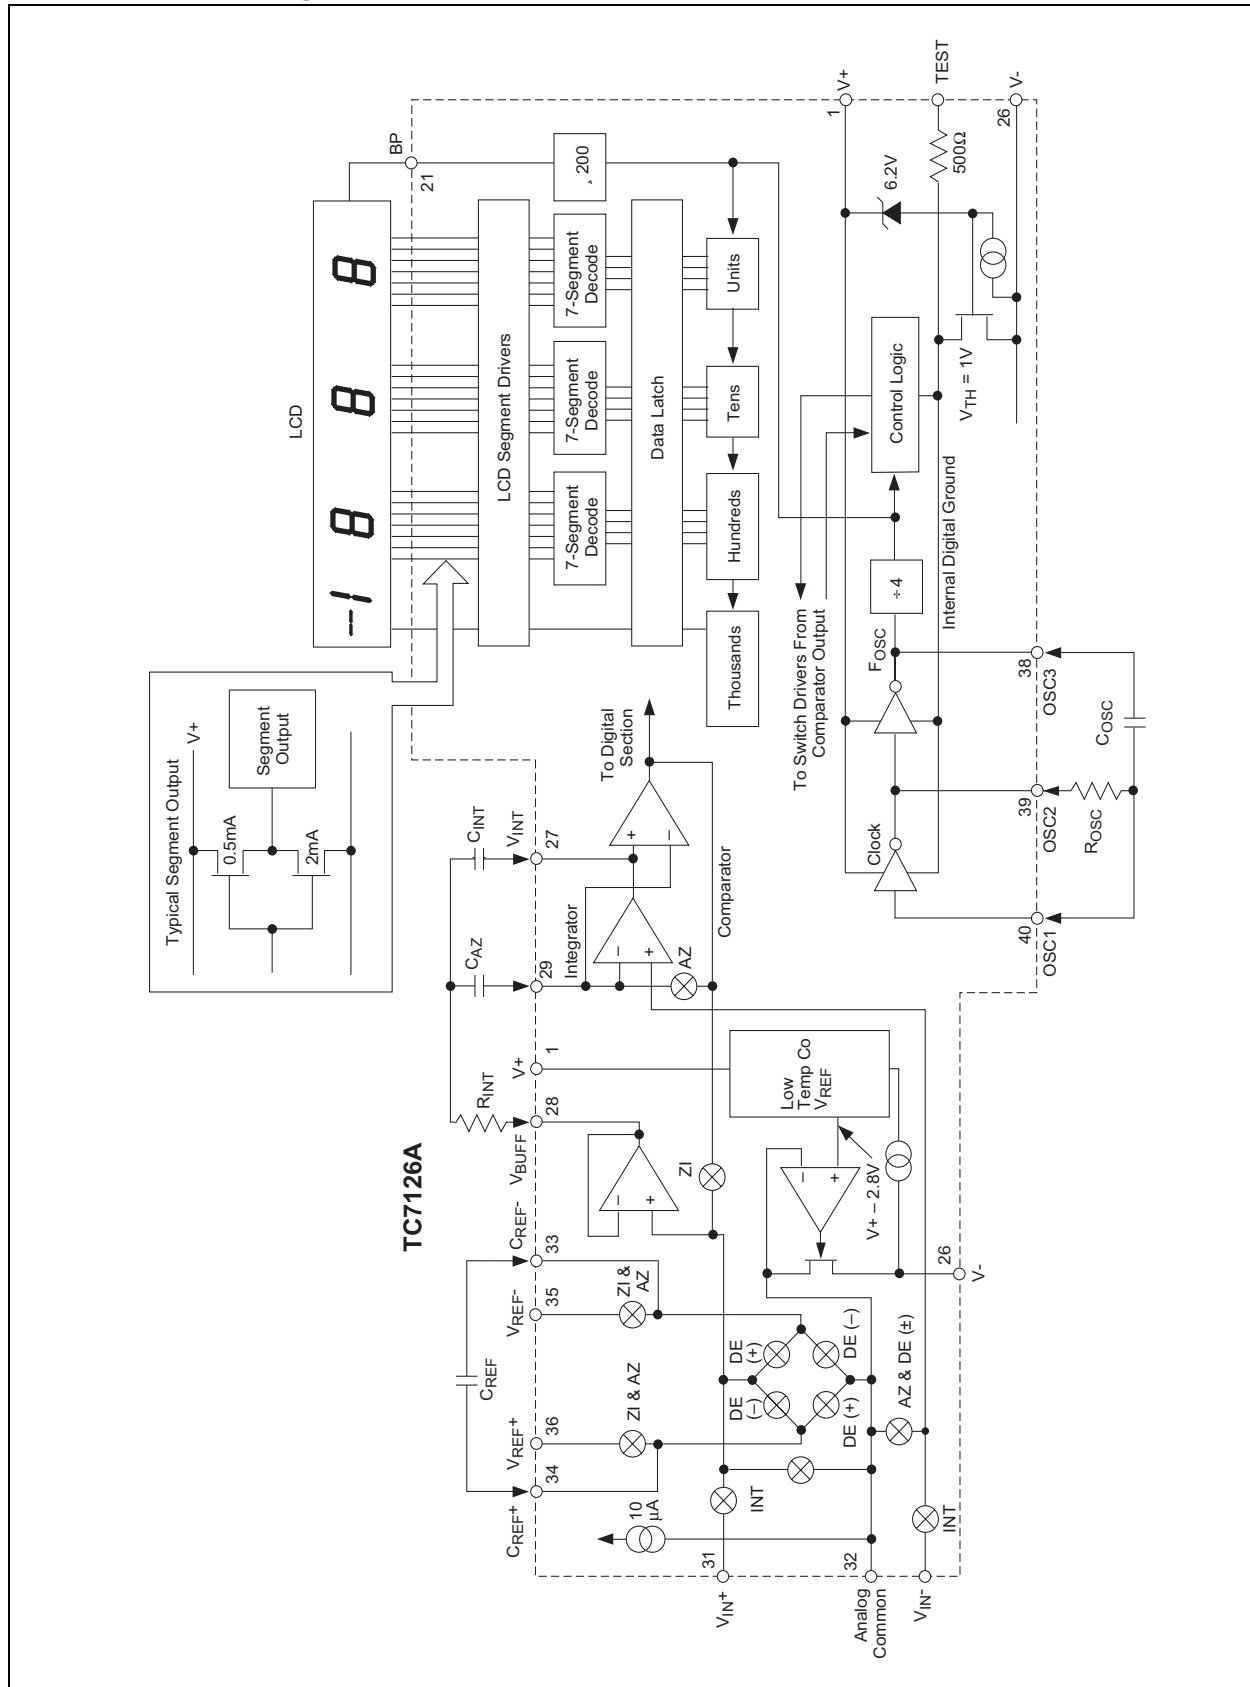 TC7126A
Typical Segment Output
V+
0.5mA
2mA
Segment
Output
LCD
-1 8 8 8
BP
21
LCD Segment Drivers
7-Segment
Decode
7-Segment
Decode
7-Segment
Decode
¸ 200
Data Latch
Thousands
Hundreds
Tens
Units
CREF
RINT
CAZ
CINT
CREF+
VREF+
VREF-
CREF-
VBUFF
V+
VINT
34
36
35
33
28
1
29
27
10
µA
ZI & AZ
ZI &
AZ
Integrator
To Digital
Section
–
+
–
+
+
–
AZ
Comparator
ZI
VIN+
31
INT
DE
(–)
DE
(+)
DE (+)
DE (–)
Analog
Common
32
AZ & DE (±)
VIN-
INT
–
+
Low
Temp Co
VREF
V+ – 2.8V
26
V-
To Switch Drivers From
Comparator Output
Clock
FOSC
÷4
Control Logic
Internal Digital Ground
6.2V
500Ω
VTH = 1V
1
V+
TEST
26
V-
40
OSC1
39
OSC2
38
OSC3
ROSC
COSC